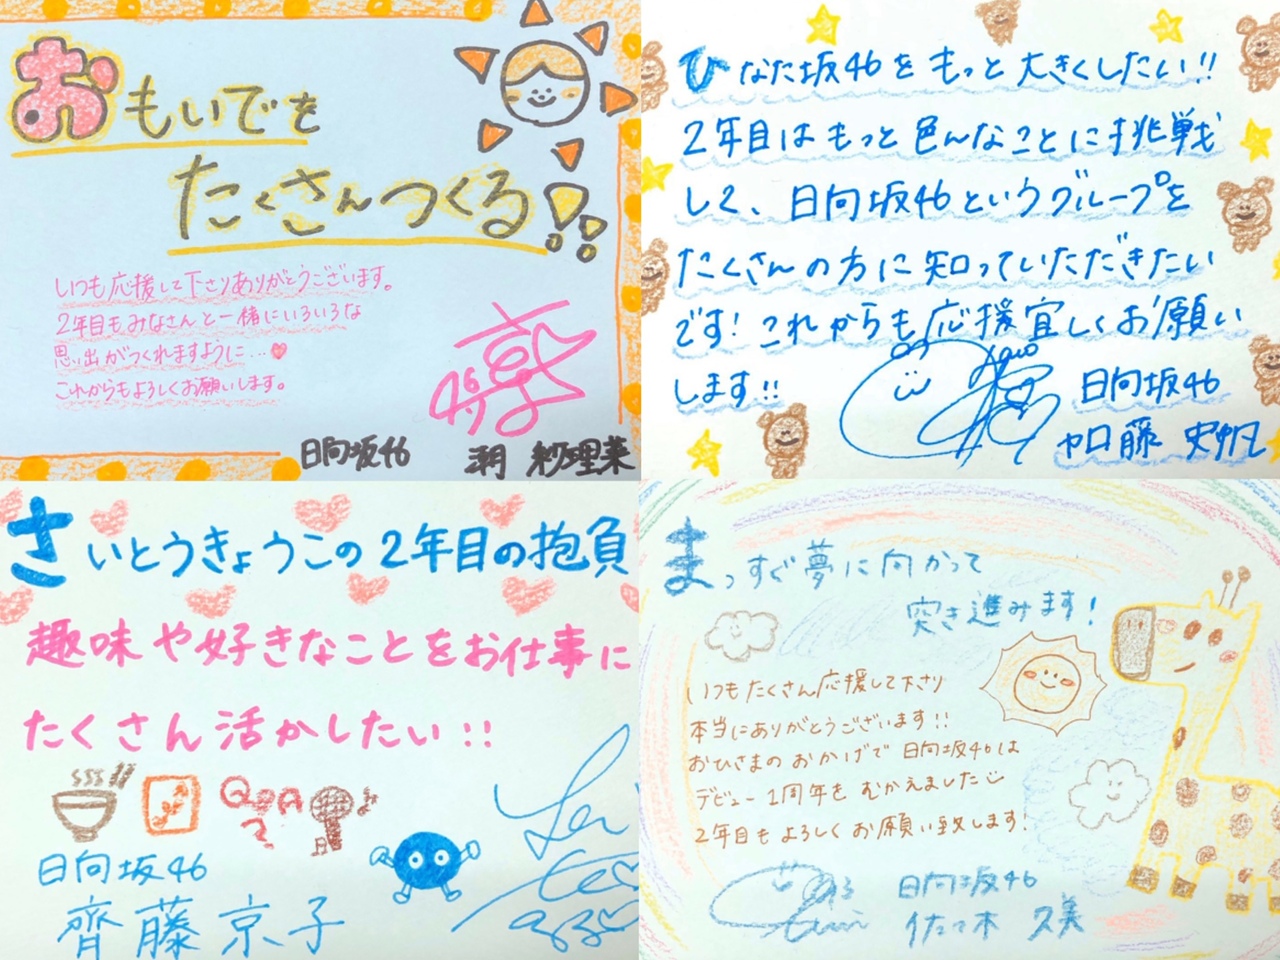 おもいでを
たくさんつくる!!
いつも応援して下さりありがとうございます。
2年目もみなさんと一緒にいろいろな
思い出がつくれますように…
これからもよろしくお願いします。
日向坂46 潮 紗理菜
ひなた坂46をもっと大きくしたい!!
2年目はもっと色んなことに挑戦
して、日向坂46というグループを
たくさんの方に知っていただきたい
です!これからも応援宜しくお願い
します!!
日向坂46
加藤 史帆
さいとうきょうこの2年目の抱負
趣味や好きなことをお仕事に
たくさん活かしたい!!
Q&A
日向坂46
齊藤 京子
まっすぐ夢に向かって
突き進みます!
いつもたくさん応援して下さり
本当にありがとうございます!!
おひさまのおかげで日向坂46は
デビュー1周年をむかえました
2年目もよろしくお願い致します!
日向坂46
佐々木 久美